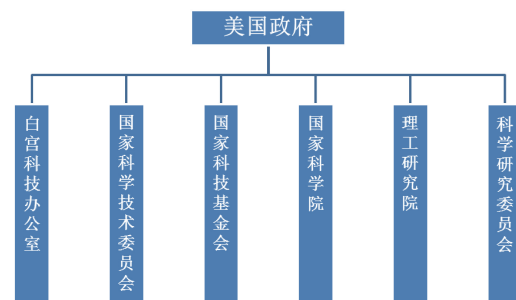 美国政府
白宫科技办公室
国家科学技术委员会
国家科技基金会
国家科学院
理工研究院
科学研究委员会